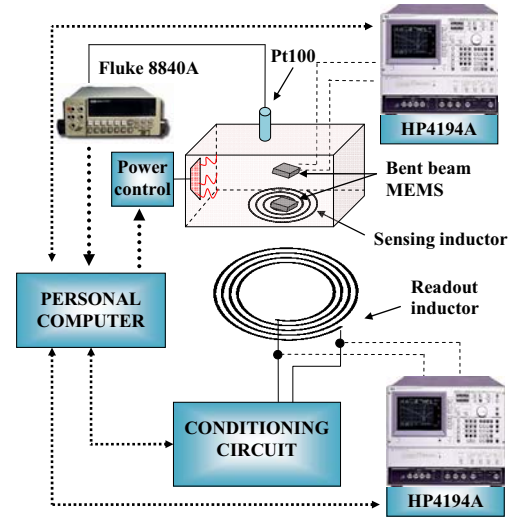 Fluke 8840A
Pt100
HP4194A
Power
control
Bent beam
MEMS
Sensing inductor
PERSONAL
COMPUTER
Readout
inductor
CONDITIONING
CIRCUIT
HP4194A